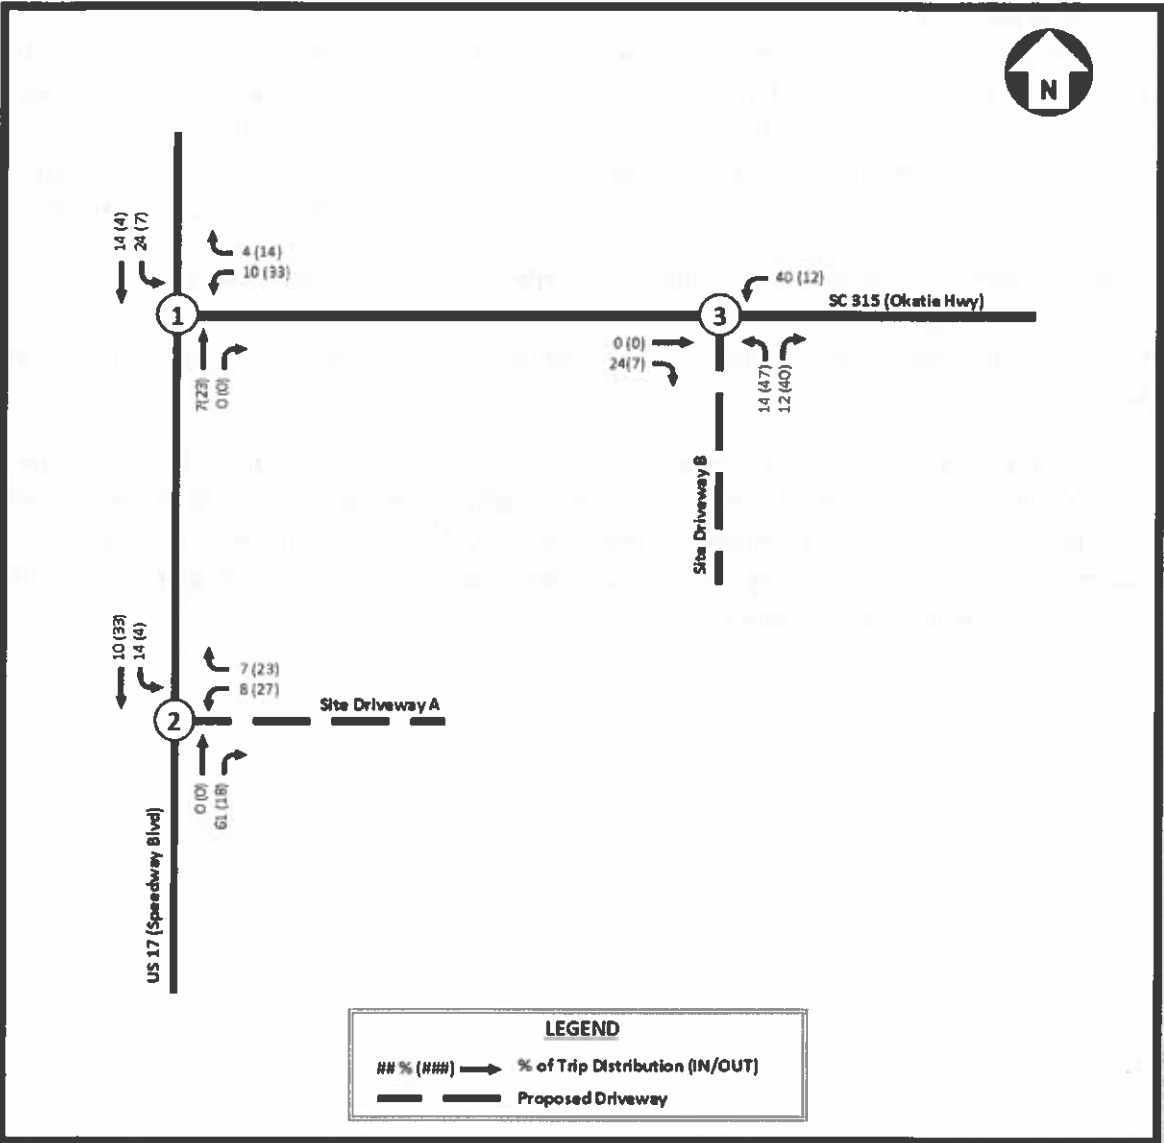 N
14 (4)
24 (7)
4 (14)
10 (33)
1
7(23)
0 (0)
40 (12)
SC 315 (Okatie Hwy)
3
0 (0)
24(7)
14 (47)
12 (40)
Site Driveway B
10 (33)
14 (4)
7 (23)
8 (27)
Site Driveway A
2
0 (0)
61 (18)
US 17 (Speedway Blvd)
LEGEND
## % (###) % of Trip Distribution (IN/OUT)
Proposed Driveway